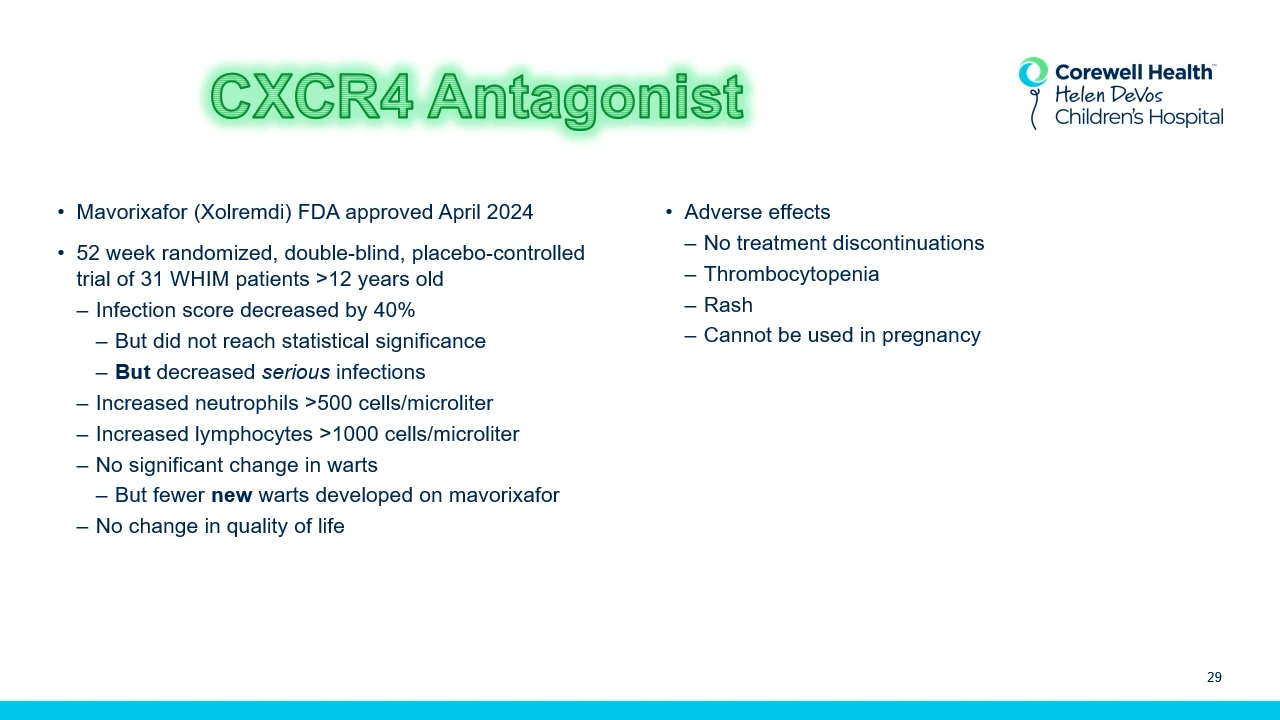 CXCR4 Antagonist
Corewell Health™
Helen DeVos
Children's Hospital
• Mavorixafor (Xolremdi) FDA approved April 2024
• 52 week randomized, double-blind, placebo-controlled
trial of 31 WHIM patients >12 years old
– Infection score decreased by 40%
– But did not reach statistical significance
– But decreased serious infections
– Increased neutrophils >500 cells/microliter
– Increased lymphocytes >1000 cells/microliter
– No significant change in warts
– But fewer new warts developed on mavorixafor
– No change in quality of life
• Adverse effects
– No treatment discontinuations
– Thrombocytopenia
– Rash
– Cannot be used in pregnancy
29